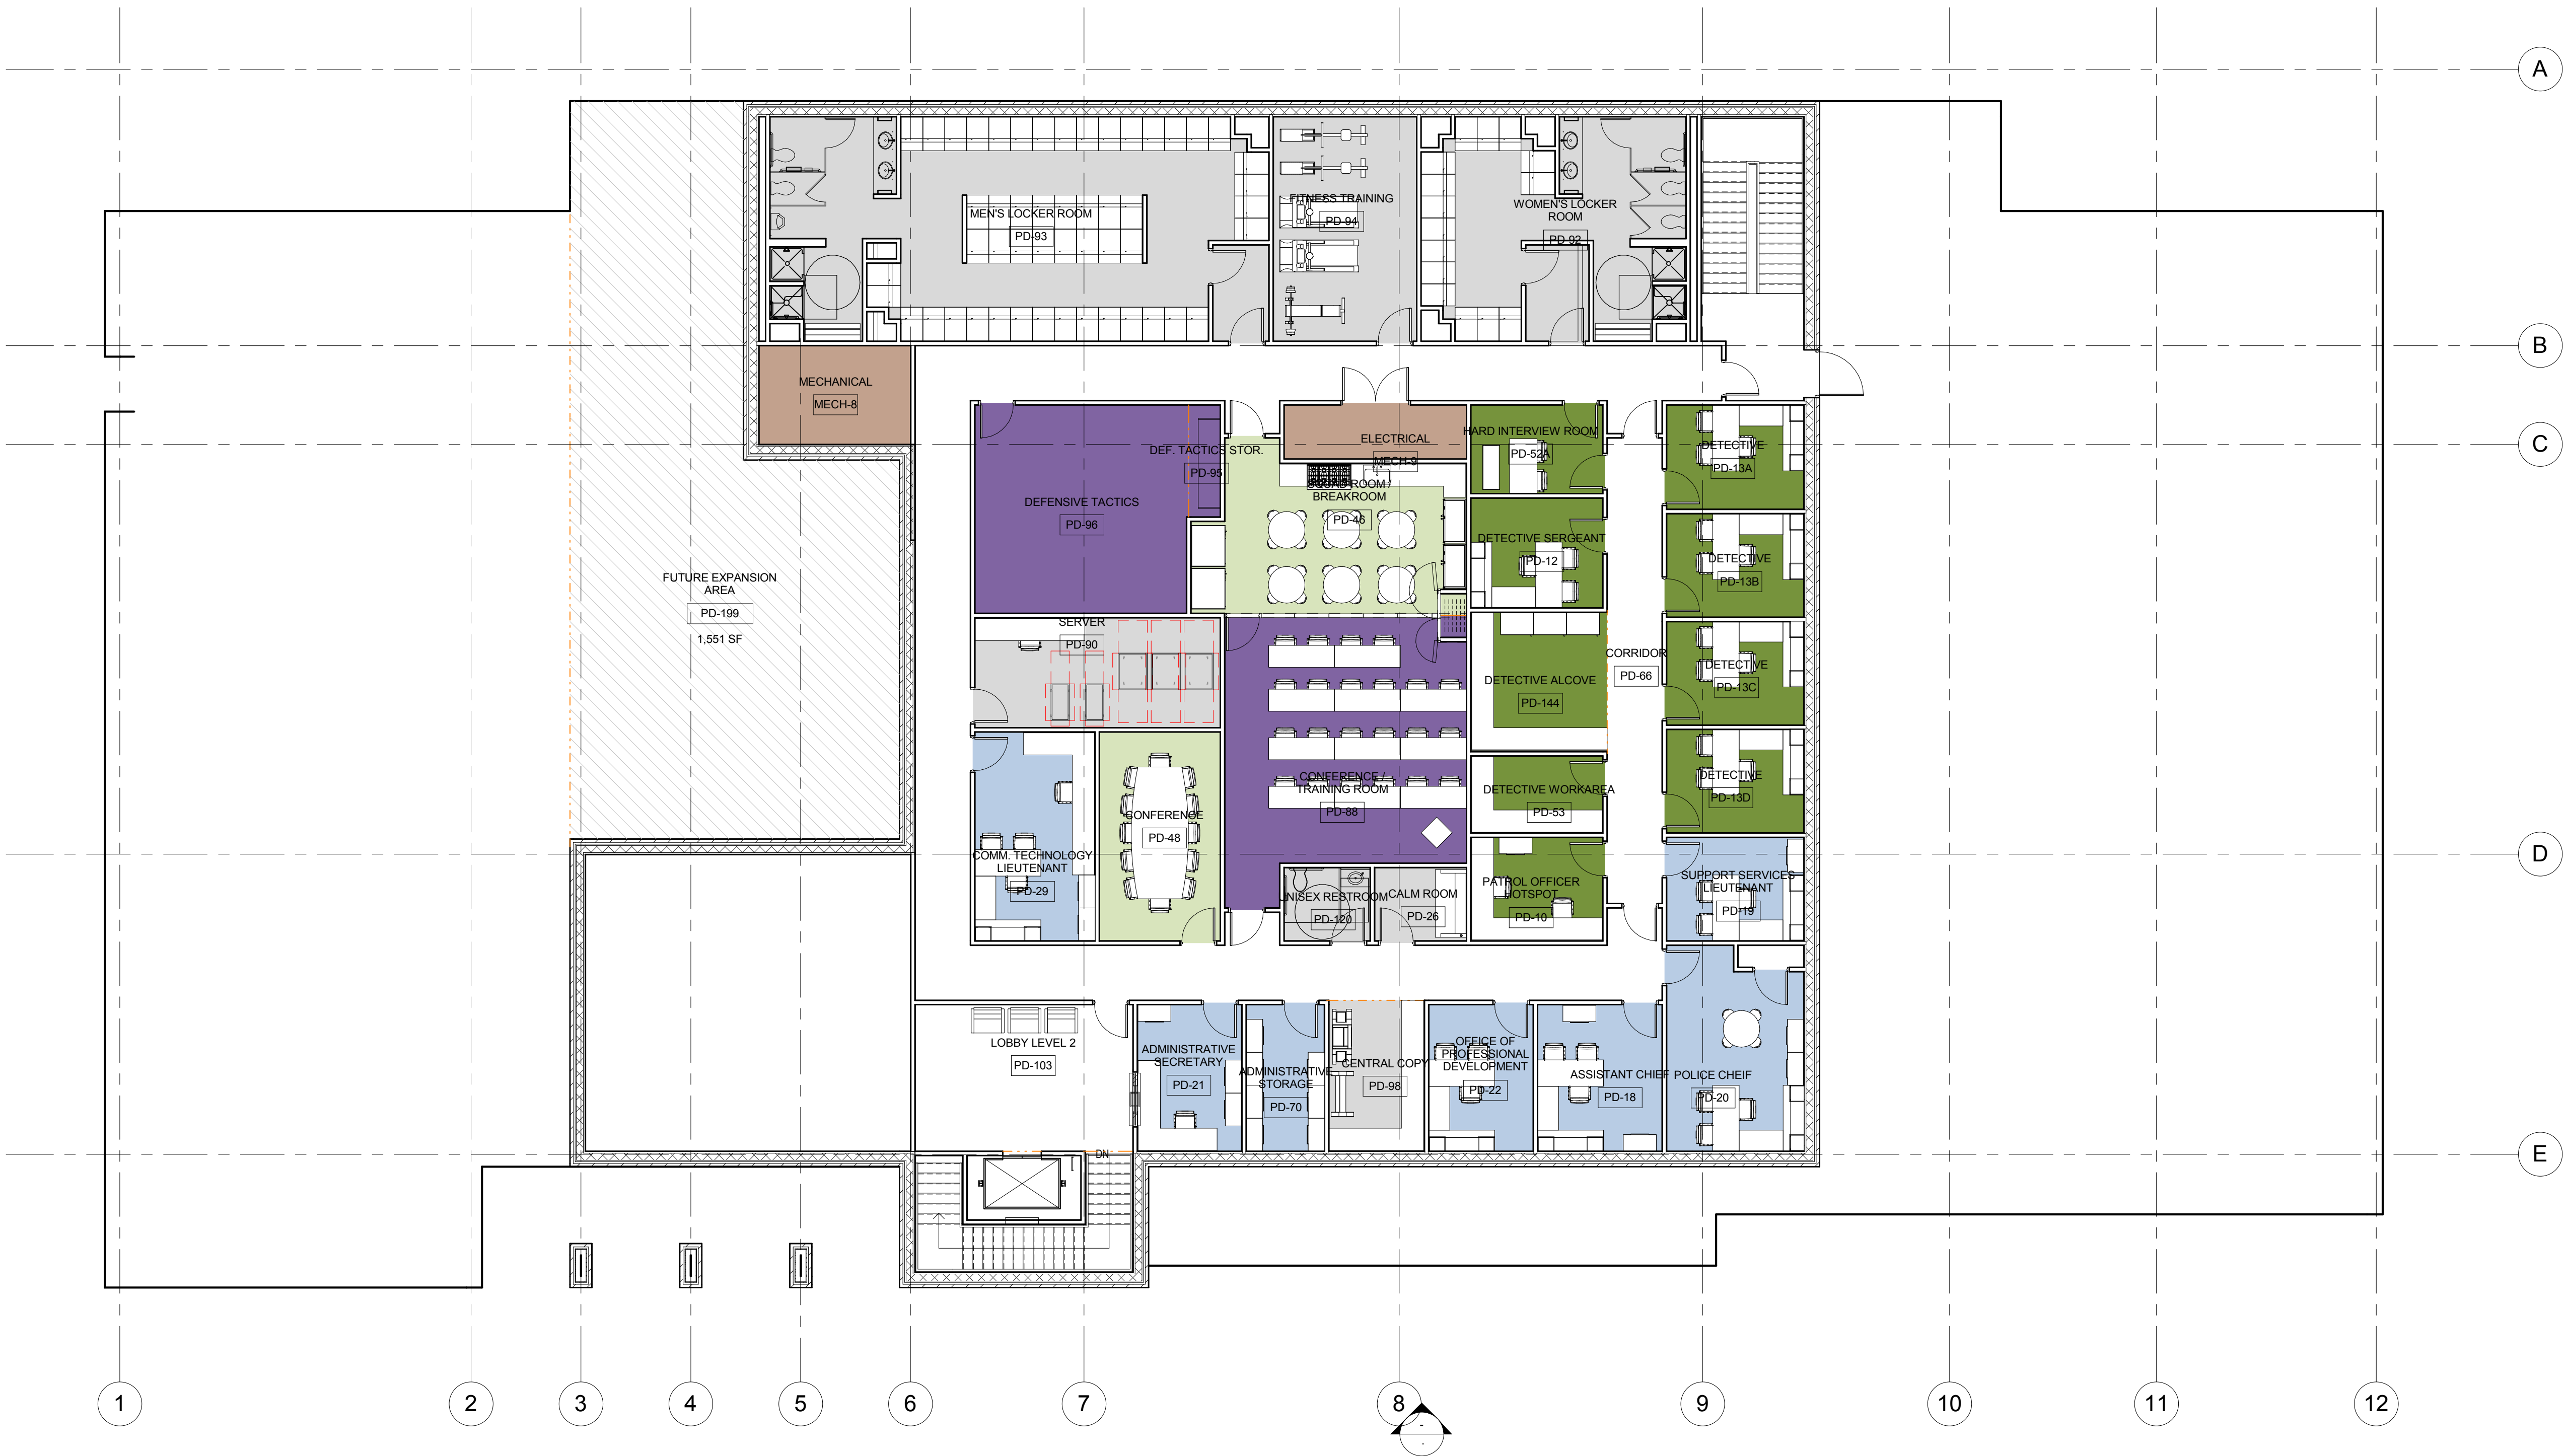 A
MEN'S LOCKER ROOM
PD-93
FITNESS TRAINING
PD-94
WOMEN'S LOCKER
ROOM
PD-92
B
MECHANICAL
MECH-8
C
DEFENSIVE TACTICS
PD-96
DEF. TACTICS STOR.
PD-95
ELECTRICAL
MECH-9
SQUAD ROOM /
BREAKROOM
PD-46
HARD INTERVIEW ROOM
PD-52A
DETECTIVE
PD-13A
DETECTIVE SERGEANT
PD-12
DETECTIVE
PD-13B
FUTURE EXPANSION
AREA
PD-199
1,551 SF
SERVER
PD-90
DETECTIVE ALCOVE
PD-144
CORRIDOR
PD-66
DETECTIVE
PD-13C
CONFERENCE /
TRAINING ROOM
PD-88
DETECTIVE WORKAREA
PD-53
DETECTIVE
PD-13D
CONFERENCE
PD-48
COMM. TECHNOLOGY
LIEUTENANT
PD-29
D
UNISEX RESTROOM
PD-120
CALM ROOM
PD-26
PATROL OFFICER
HOTSPOT
PD-10
SUPPORT SERVICES
LIEUTENANT
PD-19
LOBBY LEVEL 2
PD-103
ADMINISTRATIVE
SECRETARY
PD-21
ADMINISTRATIVE
STORAGE
PD-70
CENTRAL COPY
PD-98
OFFICE OF
PROFESSIONAL
DEVELOPMENT
PD-22
ASSISTANT CHIEF
PD-18
POLICE CHEIF
PD-20
DN
E
1
2
3
4
5
6
7
8
9
10
11
12
-
-